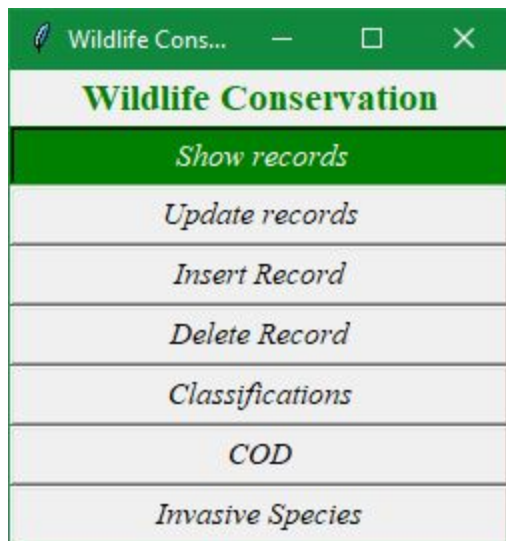 Wildlife Cons...
Wildlife Conservation
Show records
Update records
Insert Record
Delete Record
Classifications
COD
Invasive Species